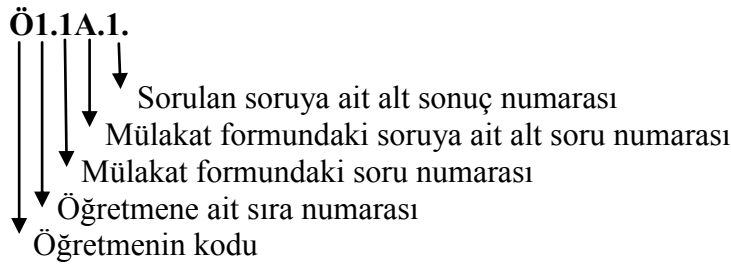 Ö1.1A.1.
Sorulan soruya ait alt sonuç numarası
Mülakat formundaki soruya ait alt soru numarası
Mülakat formundaki soru numarası
Öğretmene ait sıra numarası
Öğretmenin kodu